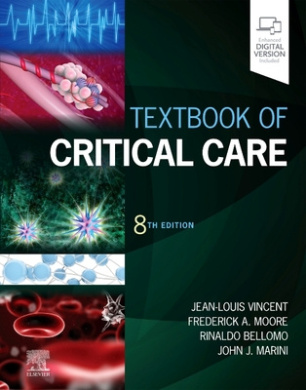 Enhanced
DIGITAL
VERSION
Included
TEXTBOOK OF
CRITICAL CARE
8TH EDITION
JEAN-LOUIS VINCENT
FREDERICK A. MOORE
RINALDO BELLOMO
JOHN J. MARINI
ELSEVIER